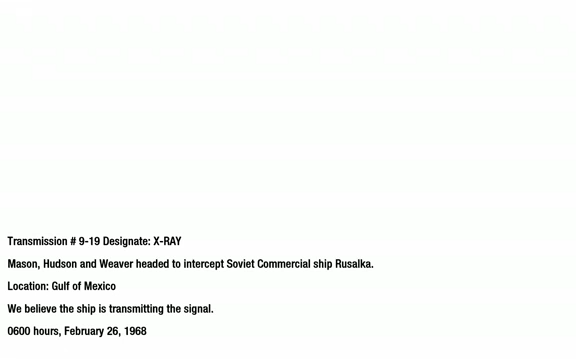 Transmission # 9-19 Designate: X-RAY
Mason, Hudson and Weaver headed to intercept Soviet Commercial ship Rusalka.
Location: Gulf of Mexico
We believe the ship is transmitting the signal.
0600 hours, February 26, 1968